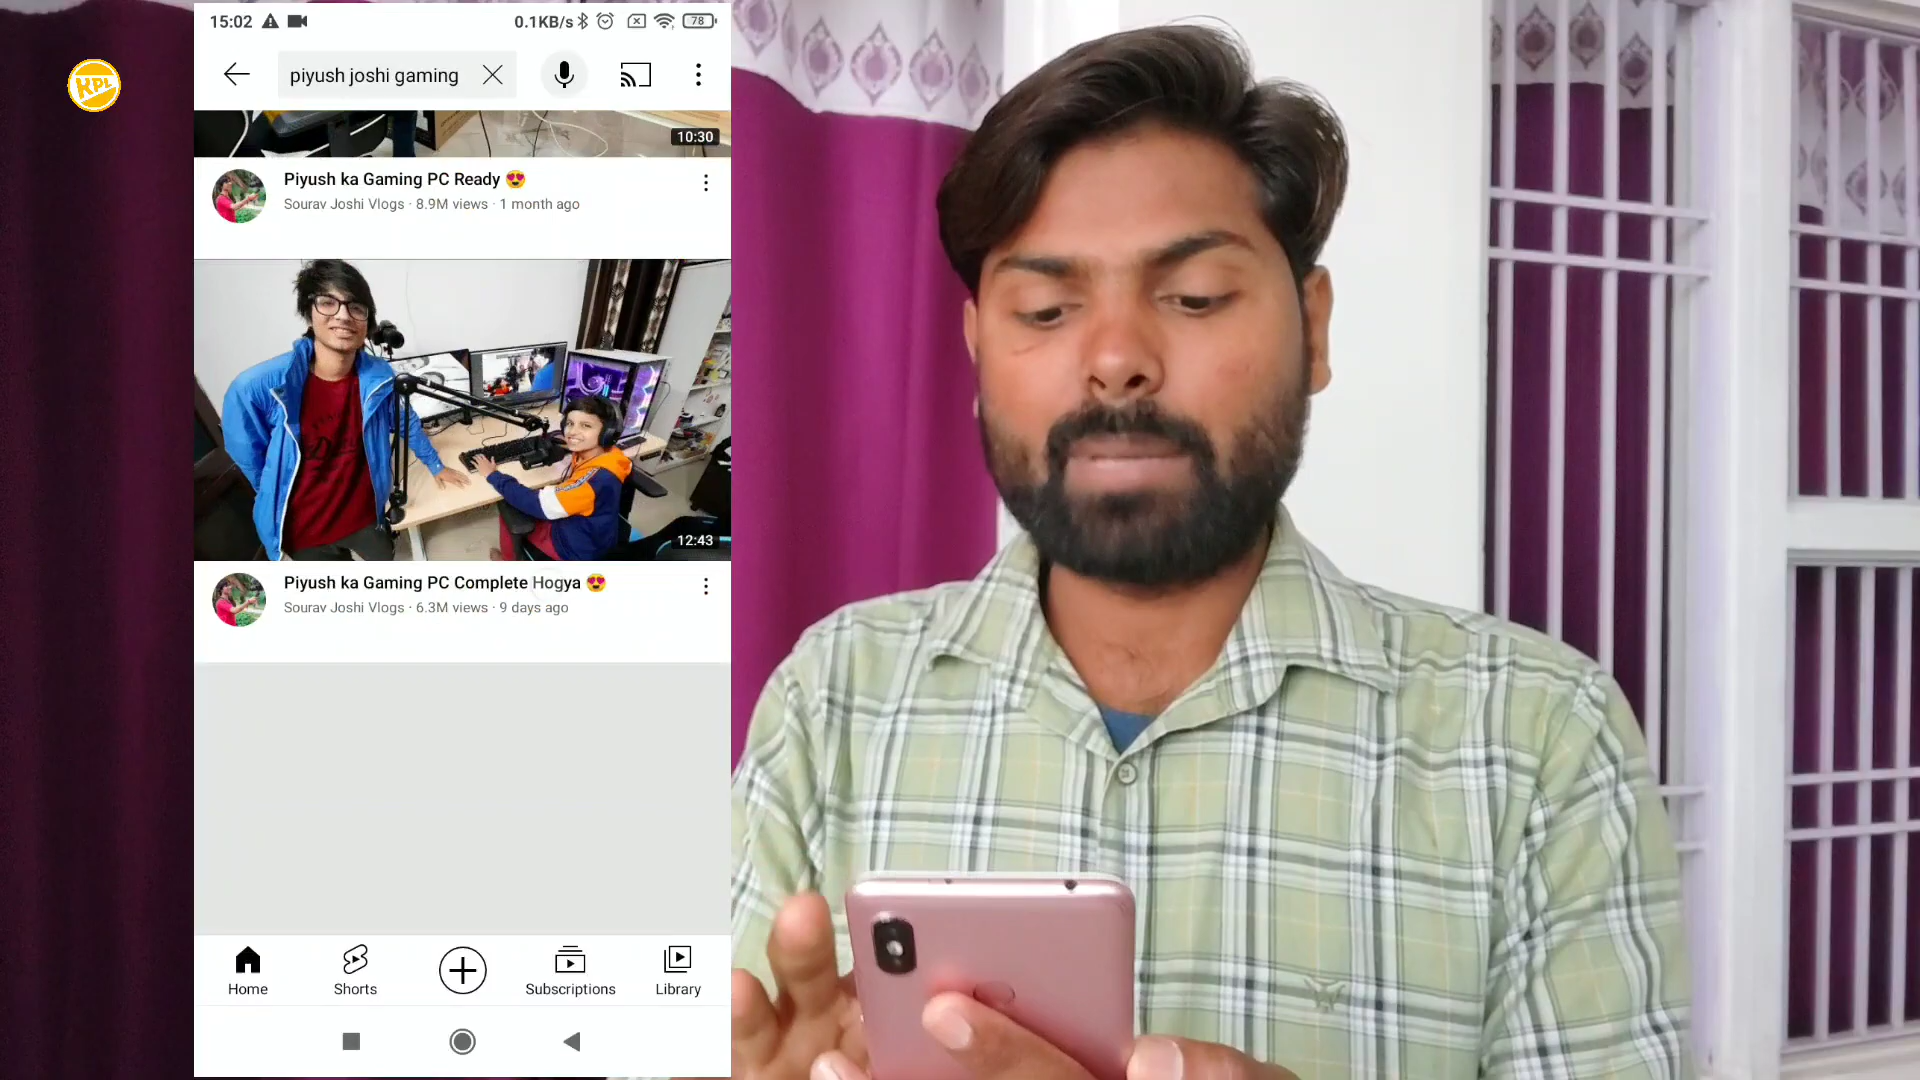 15:02 0.1KB/s 78
KPL
piyush joshi gaming
10:30
Piyush ka Gaming PC Ready 😍
Sourav Joshi Vlogs · 8.9M views · 1 month ago
12:43
Piyush ka Gaming PC Complete Hogya 😍
Sourav Joshi Vlogs · 6.3M views · 9 days ago
Home Shorts Subscriptions Library